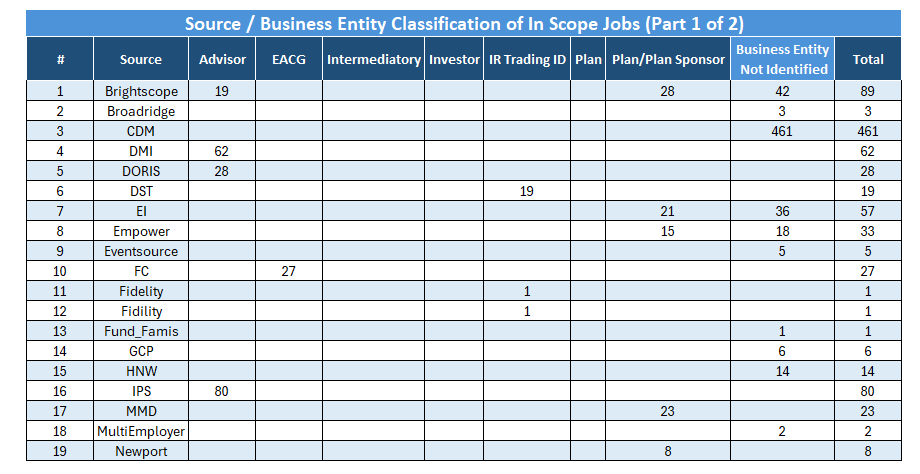 Source / Business Entity Classification of In Scope Jobs (Part 1 of 2)
# Source Advisor EACG Intermediatory Investor IR Trading ID Plan Plan/Plan Sponsor Business Entity Not Identified Total
1 Brightscope 19 28 42 89
2 Broadridge 3 3
3 CDM 461 461
4 DMI 62 62
5 DORIS 28 28
6 DST 19 19
7 EI 21 36 57
8 Empower 15 18 33
9 Eventsource 5 5
10 FC 27 27
11 Fidelity 1 1
12 Fidility 1 1
13 Fund_Famis 1 1
14 GCP 6 6
15 HNW 14 14
16 IPS 80 80
17 MMD 23 23
18 MultiEmployer 2 2
19 Newport 8 8